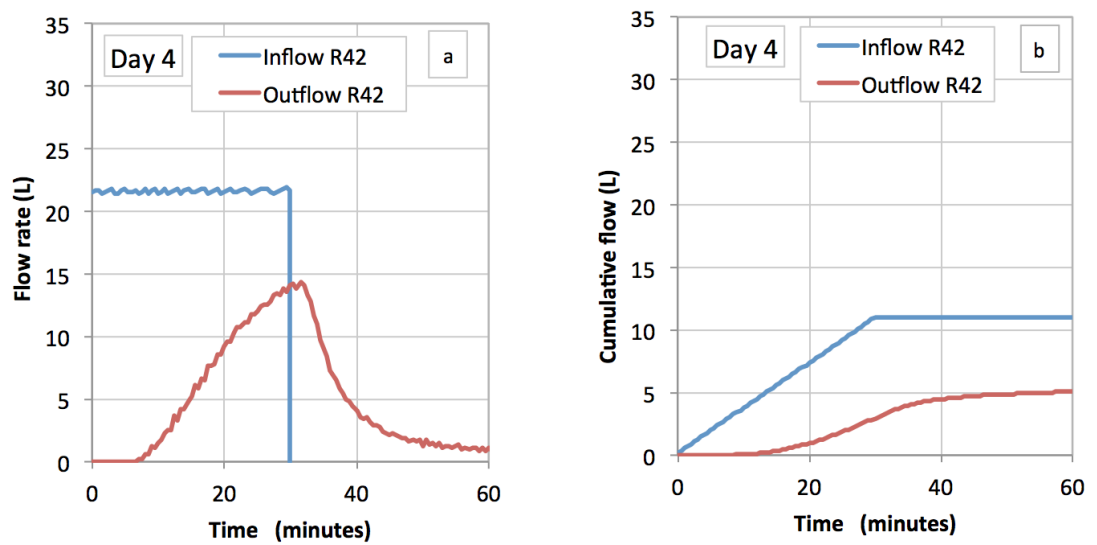 35
30
25
20
15
10
5
0
Flow rate (L)
Day 4
Inflow R42
Outflow R42
a
0 20 40 60
Time (minutes)
35
30
25
20
15
10
5
0
Cumulative flow (L)
Day 4
Inflow R42
Outflow R42
b
0 20 40 60
Time (minutes)